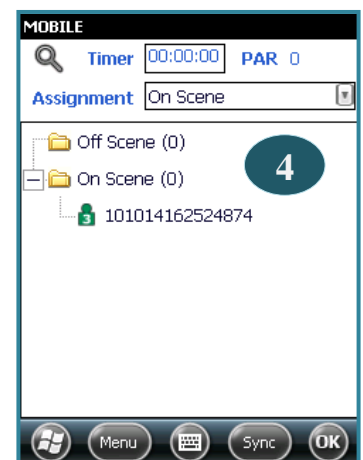 MOBILE
Timer 00:00:00 PAR 0
Assignment On Scene
Off Scene (0)
4
On Scene (0)
3 101014162524874
Menu Sync OK